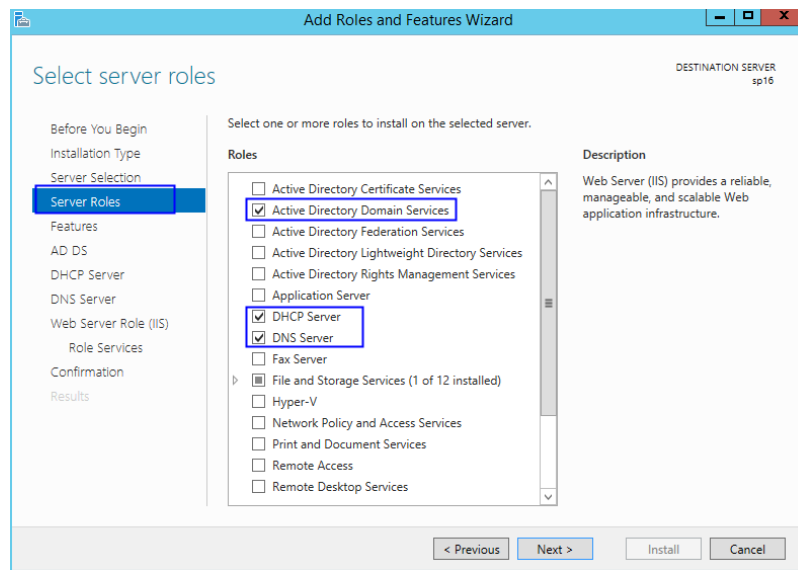 Add Roles and Features Wizard
Select server roles
DESTINATION SERVER
sp16
Before You Begin
Installation Type
Server Selection
Server Roles
Features
AD DS
DHCP Server
DNS Server
Web Server Role (IIS)
Role Services
Confirmation
Results
Select one or more roles to install on the selected server.
Roles
Active Directory Certificate Services
Active Directory Domain Services
Active Directory Federation Services
Active Directory Lightweight Directory Services
Active Directory Rights Management Services
Application Server
DHCP Server
DNS Server
Fax Server
File and Storage Services (1 of 12 installed)
Hyper-V
Network Policy and Access Services
Print and Document Services
Remote Access
Remote Desktop Services
Description
Web Server (IIS) provides a reliable,
manageable, and scalable Web
application infrastructure.
< Previous
Next >
Install
Cancel